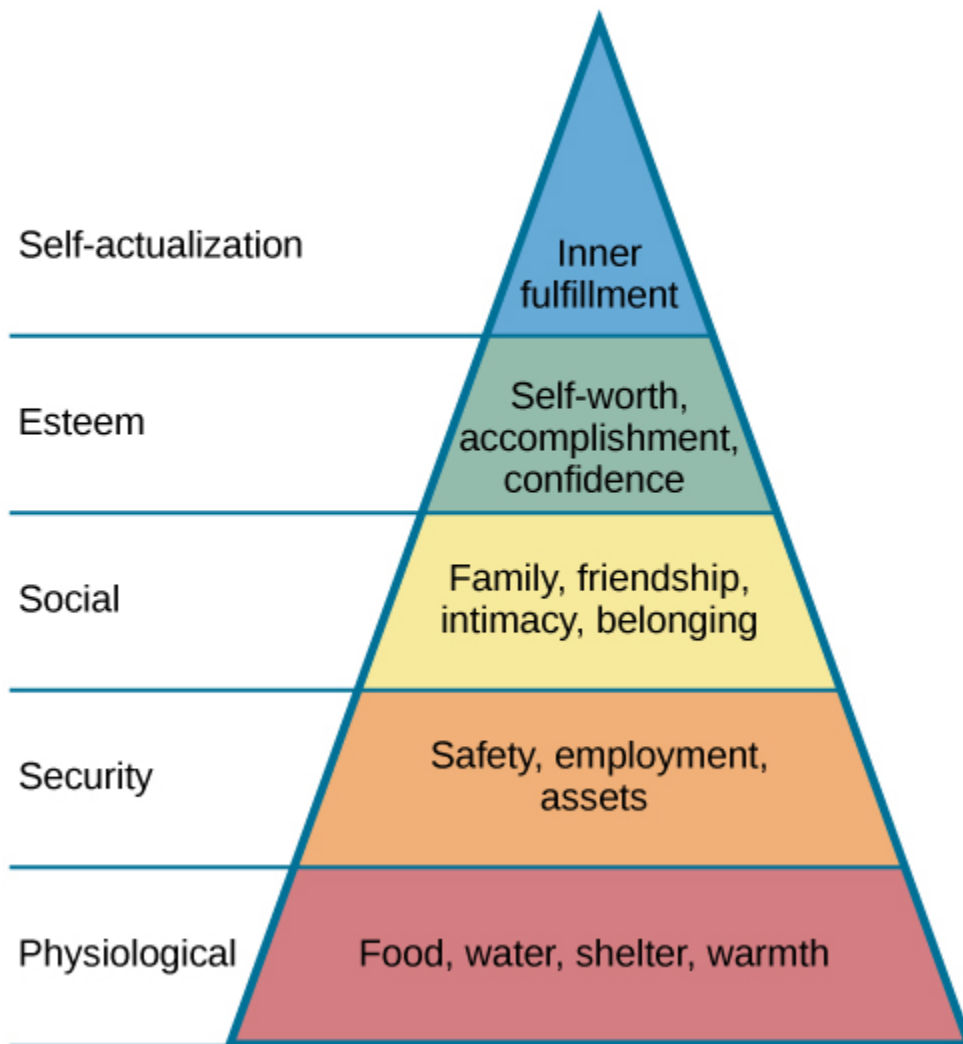 Self-actualization
Inner
fulfillment
Esteem
Self-worth,
accomplishment,
confidence
Social
Family, friendship,
intimacy, belonging
Security
Safety, employment,
assets
Physiological
Food, water, shelter, warmth